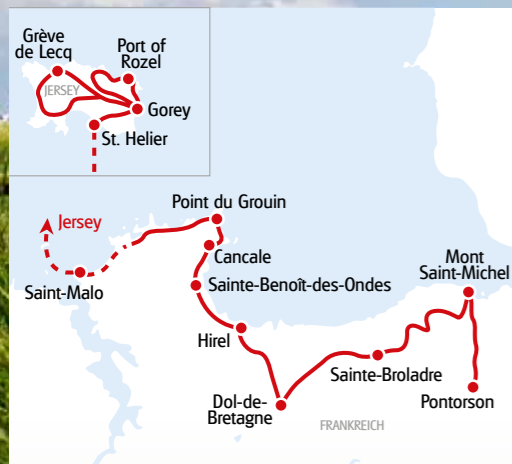 Grève
de Lecq
Port of
Rozel
JERSEY
Gorey
St. Helier
Point du Grouin
Jersey
Cancale
Mont
Saint-Michel
Saint-Malo
Sainte-Benoît-des-Ondes
Hirel
Sainte-Broladre
Dol-de-
Bretagne
Pontorson
FRANKREICH